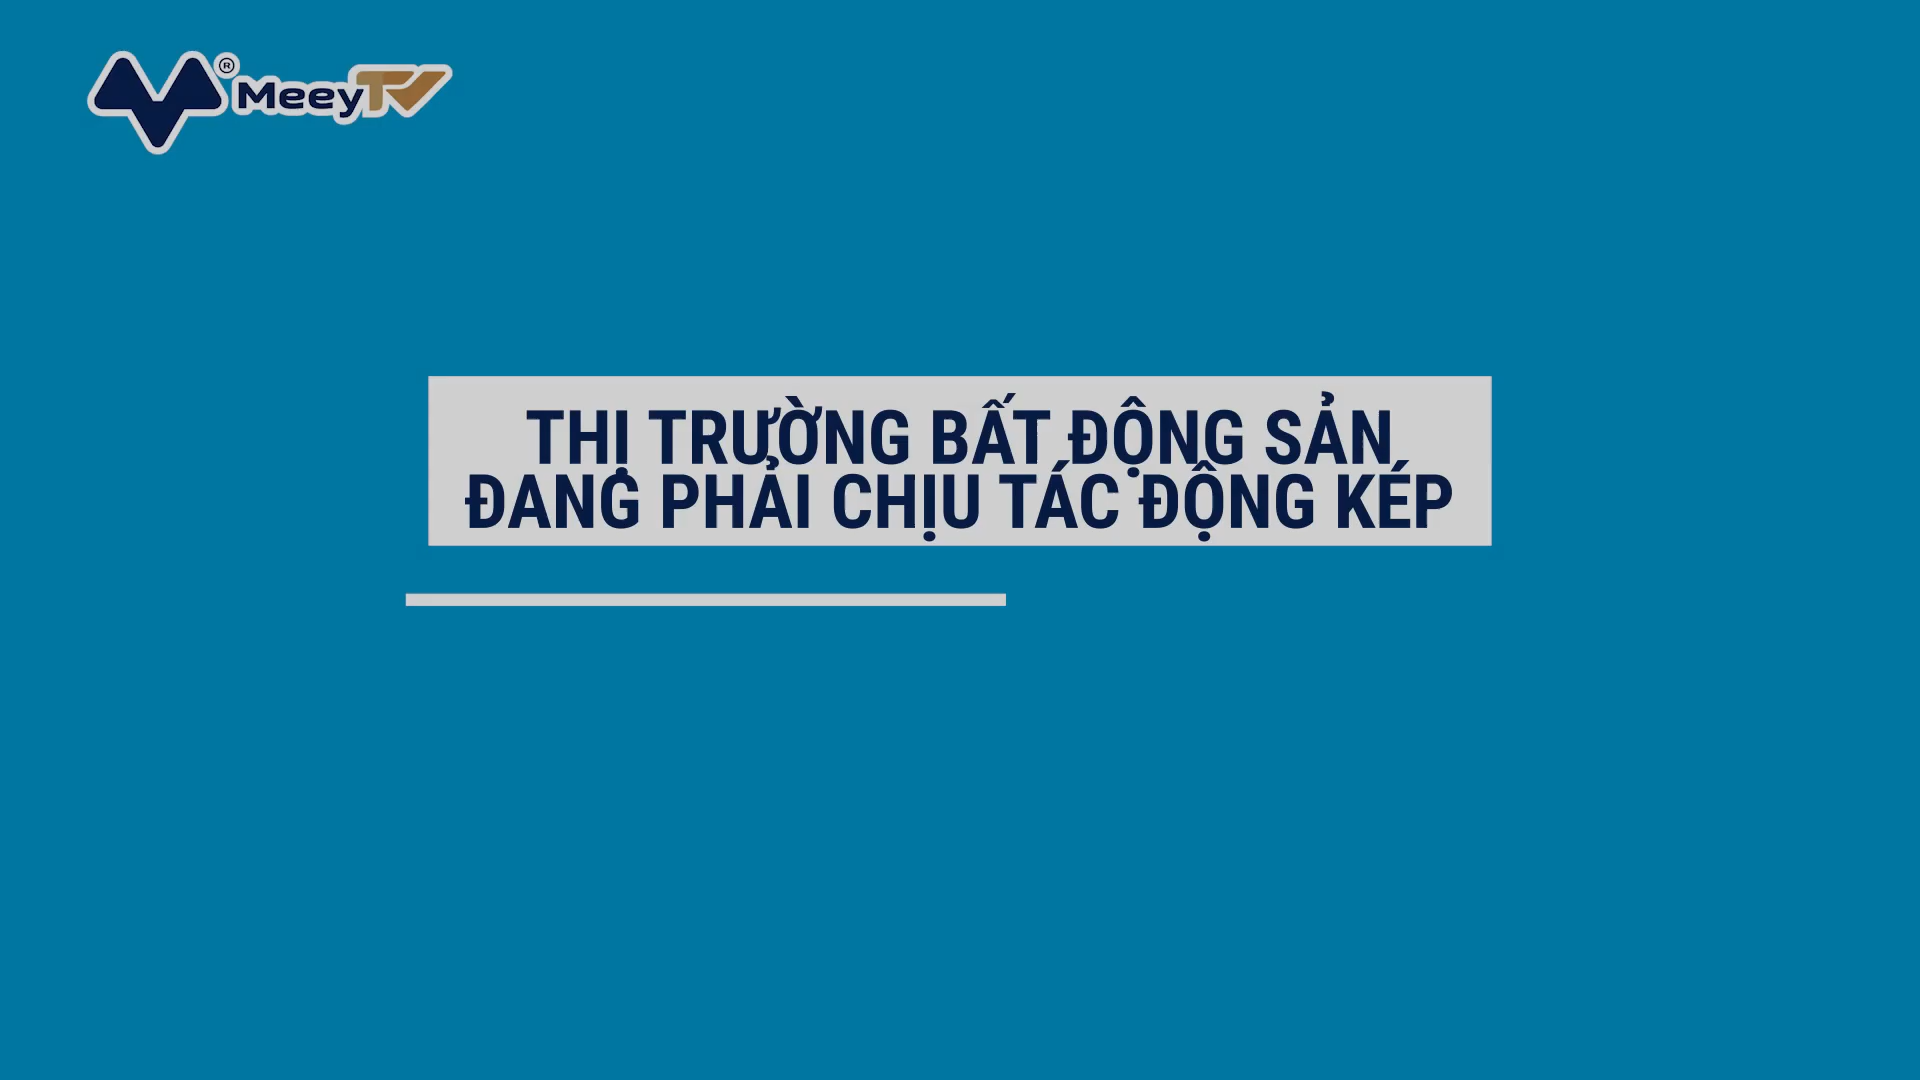 ® MeeyTV
THỊ TRƯỜNG BẤT ĐỘNG SẢN
ĐANG PHẢI CHỊU TÁC ĐỘNG KÉP